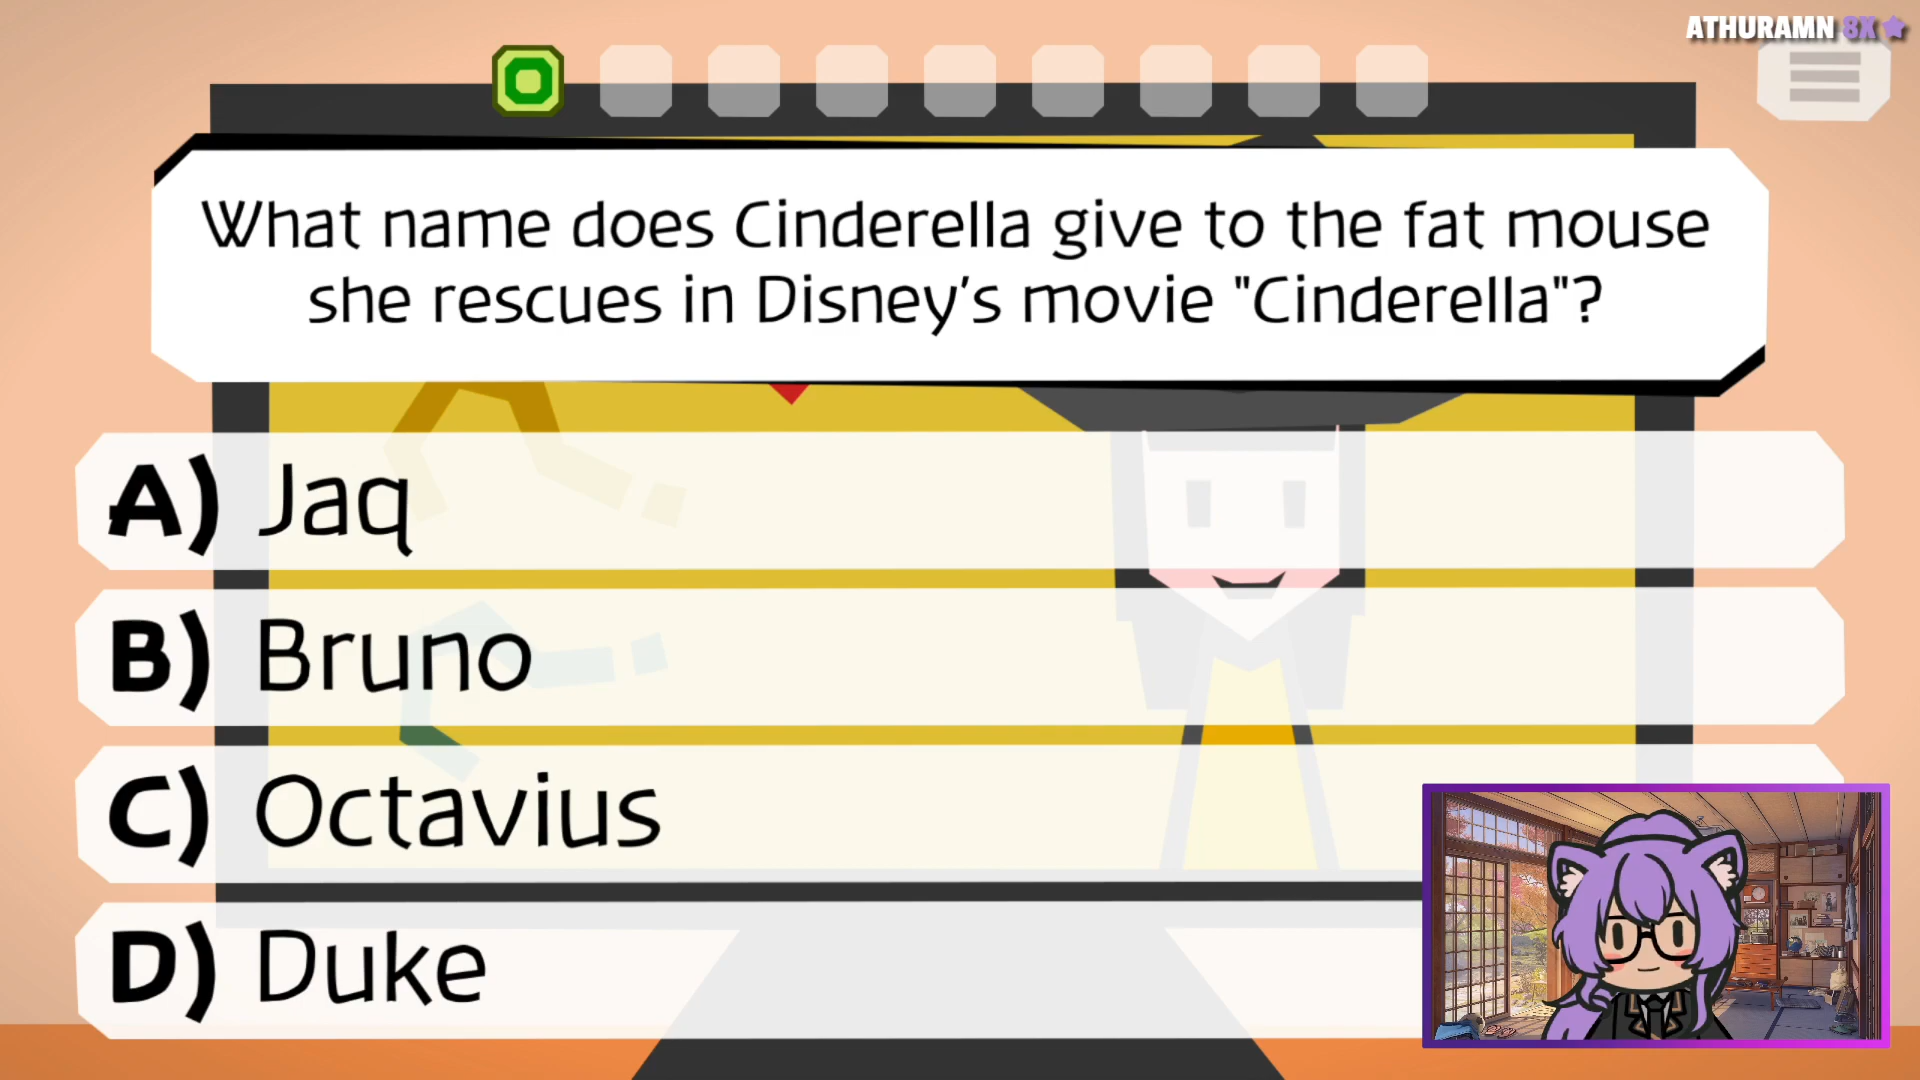 ATHURAMN 8X
What name does Cinderella give to the fat mouse
she rescues in Disney's movie "Cinderella"?
A) Jaq
B) Bruno
C) Octavius
D) Duke